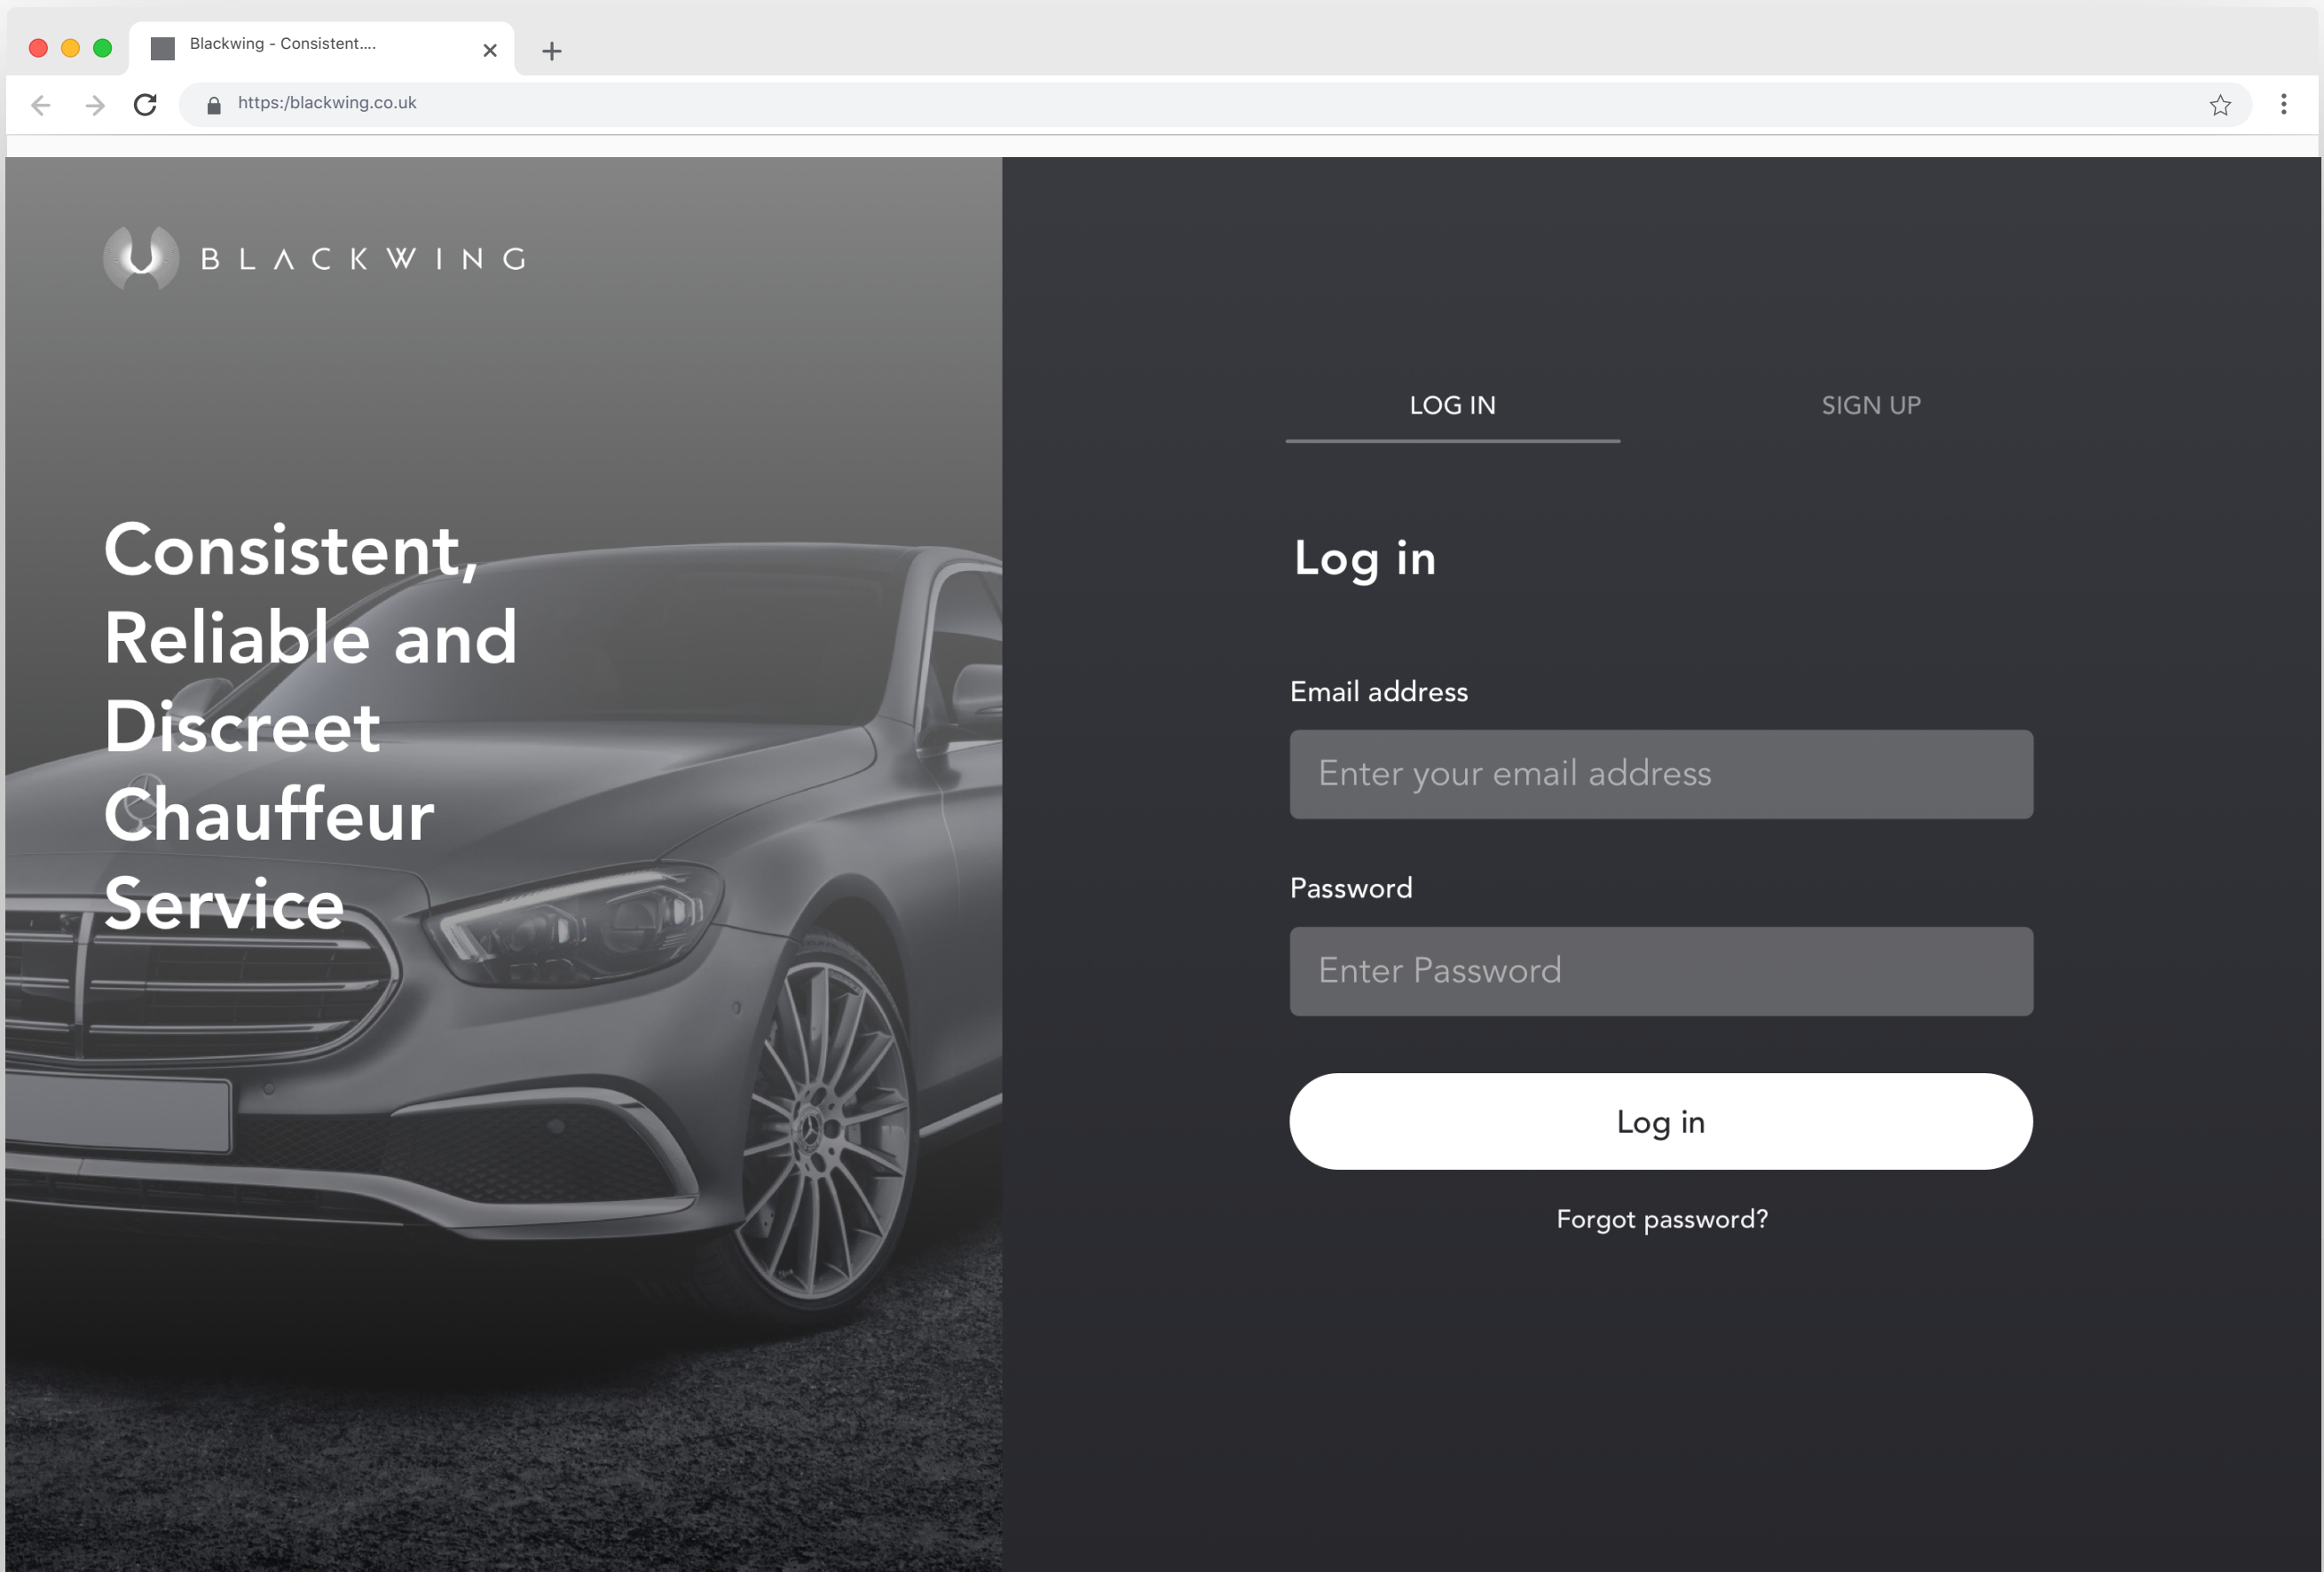 Blackwing - Consistent....
https:/blackwing.co.uk
BLACKWING
Consistent,
Reliable and
Discreet
Chauffeur
Service
LOG IN
SIGN UP
Log in
Email address
Enter your email address
Password
Enter Password
Log in
Forgot password?